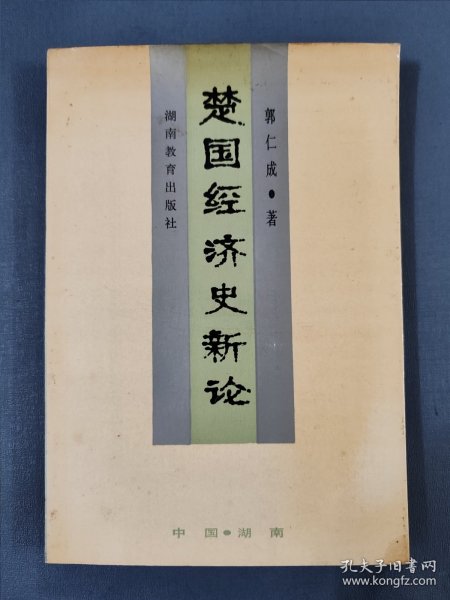 郭仁成•著
楚国经济史新论
湖南教育出版社
中国•湖南
孔夫子旧书网
www.kongfz.com